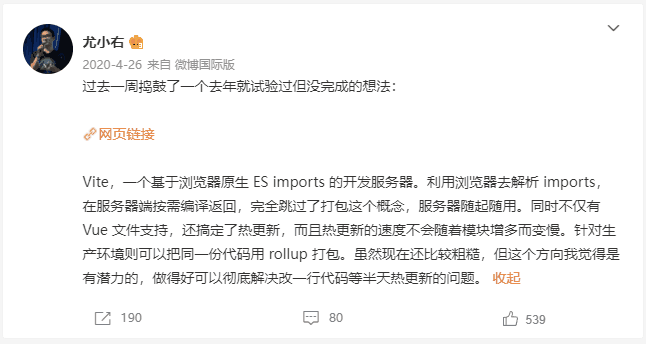 尤小右
2020-4-26 来自 微博国际版
过去一周捣鼓了一个去年就试验过但没完成的想法：
网页链接
Vite，一个基于浏览器原生 ES imports 的开发服务器。利用浏览器去解析 imports，
在服务器端按需编译返回，完全跳过了打包这个概念，服务器随起随用。同时不仅有
Vue 文件支持，还搞定了热更新，而且热更新的速度不会随着模块增多而变慢。针对生
产环境则可以把同一份代码用 rollup 打包。虽然现在还比较粗糙，但这个方向我觉得是
有潜力的，做得好可以彻底解决改一行代码等半天热更新的问题。 收起
190 80 539